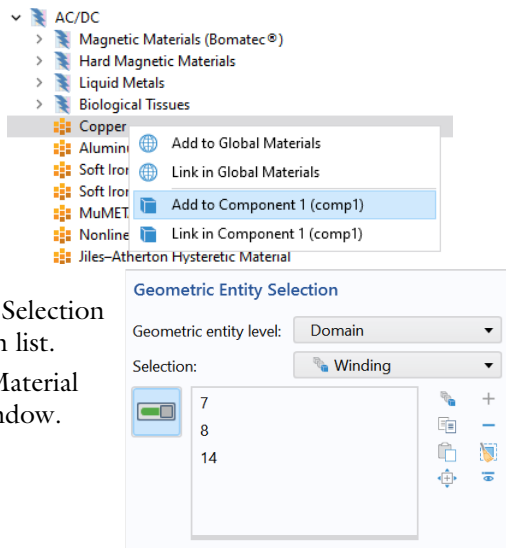 AC/DC
Magnetic Materials (Bomatec®)
Hard Magnetic Materials
Liquid Metals
Biological Tissues
Copper
Add to Global Materials
Link in Global Materials
Add to Component 1 (comp1)
Link in Component 1 (comp1)
Soft
Soft
Jiles–Atherton Hysteretic Material
Selection
list.
Geometric Entity Selection
Geometric entity level: Domain
Selection: Winding
7
8
14